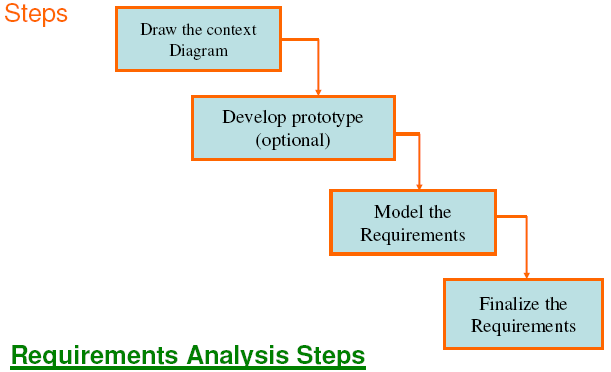 Steps
Draw the context
Diagram
Develop prototype
(optional)
Model the
Requirements
Finalize the
Requirements
Requirements Analysis Steps